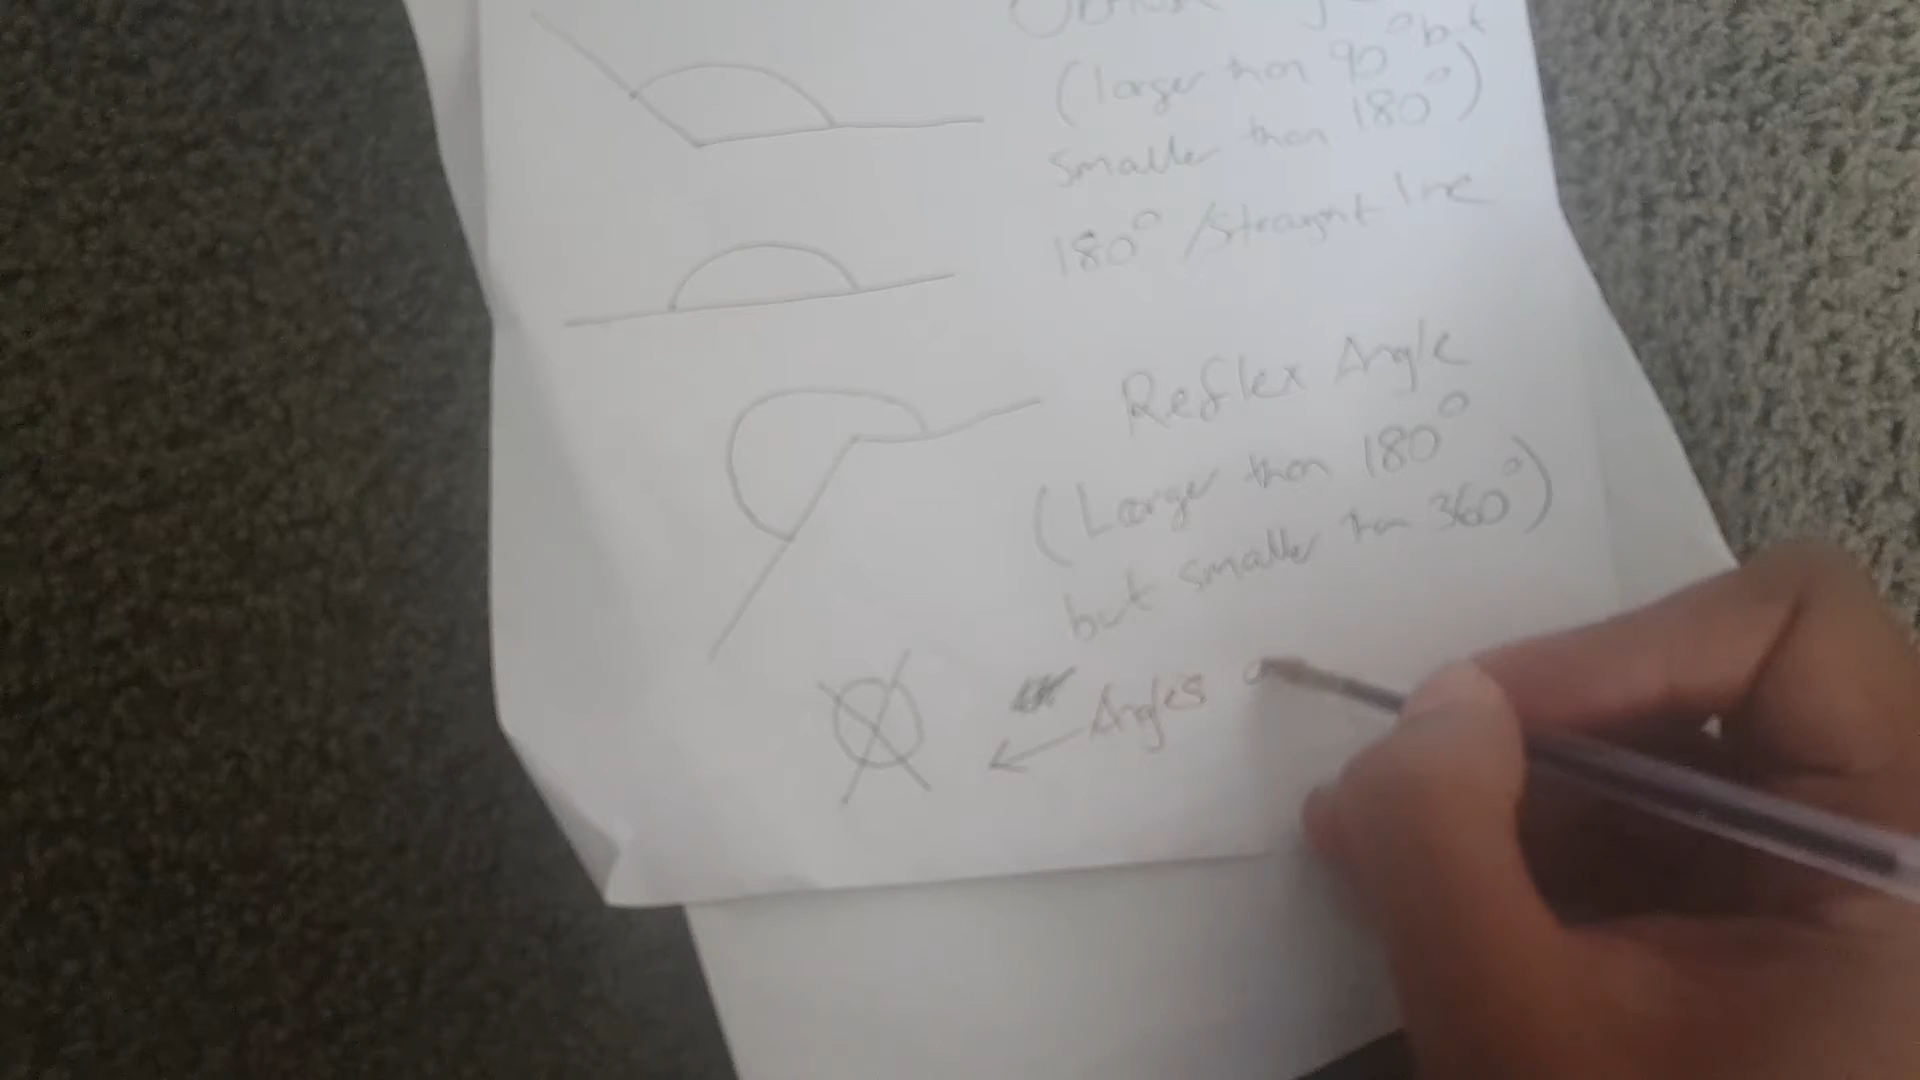 Obtuse
(larger than 90° but
smaller than 180°)
180° /straight line
Reflex Angle
(Larger than 180°
but smaller than 360°)
Angles a